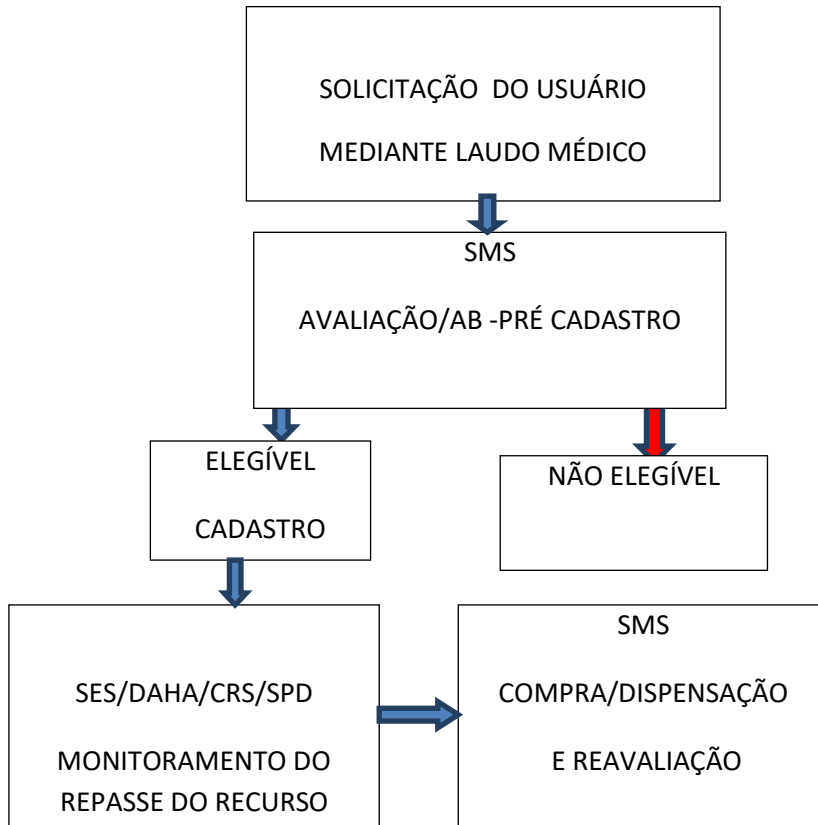 SOLICITAÇÃO DO USUÁRIO
MEDIANTE LAUDO MÉDICO
SMS
AVALIAÇÃO/AB -PRÉ CADASTRO
ELEGÍVEL
CADASTRO
NÃO ELEGÍVEL
SES/DAHA/CRS/SPD
MONITORAMENTO DO
REPASSE DO RECURSO
SMS
COMPRA/DISPENSAÇÃO
E REAVALIAÇÃO